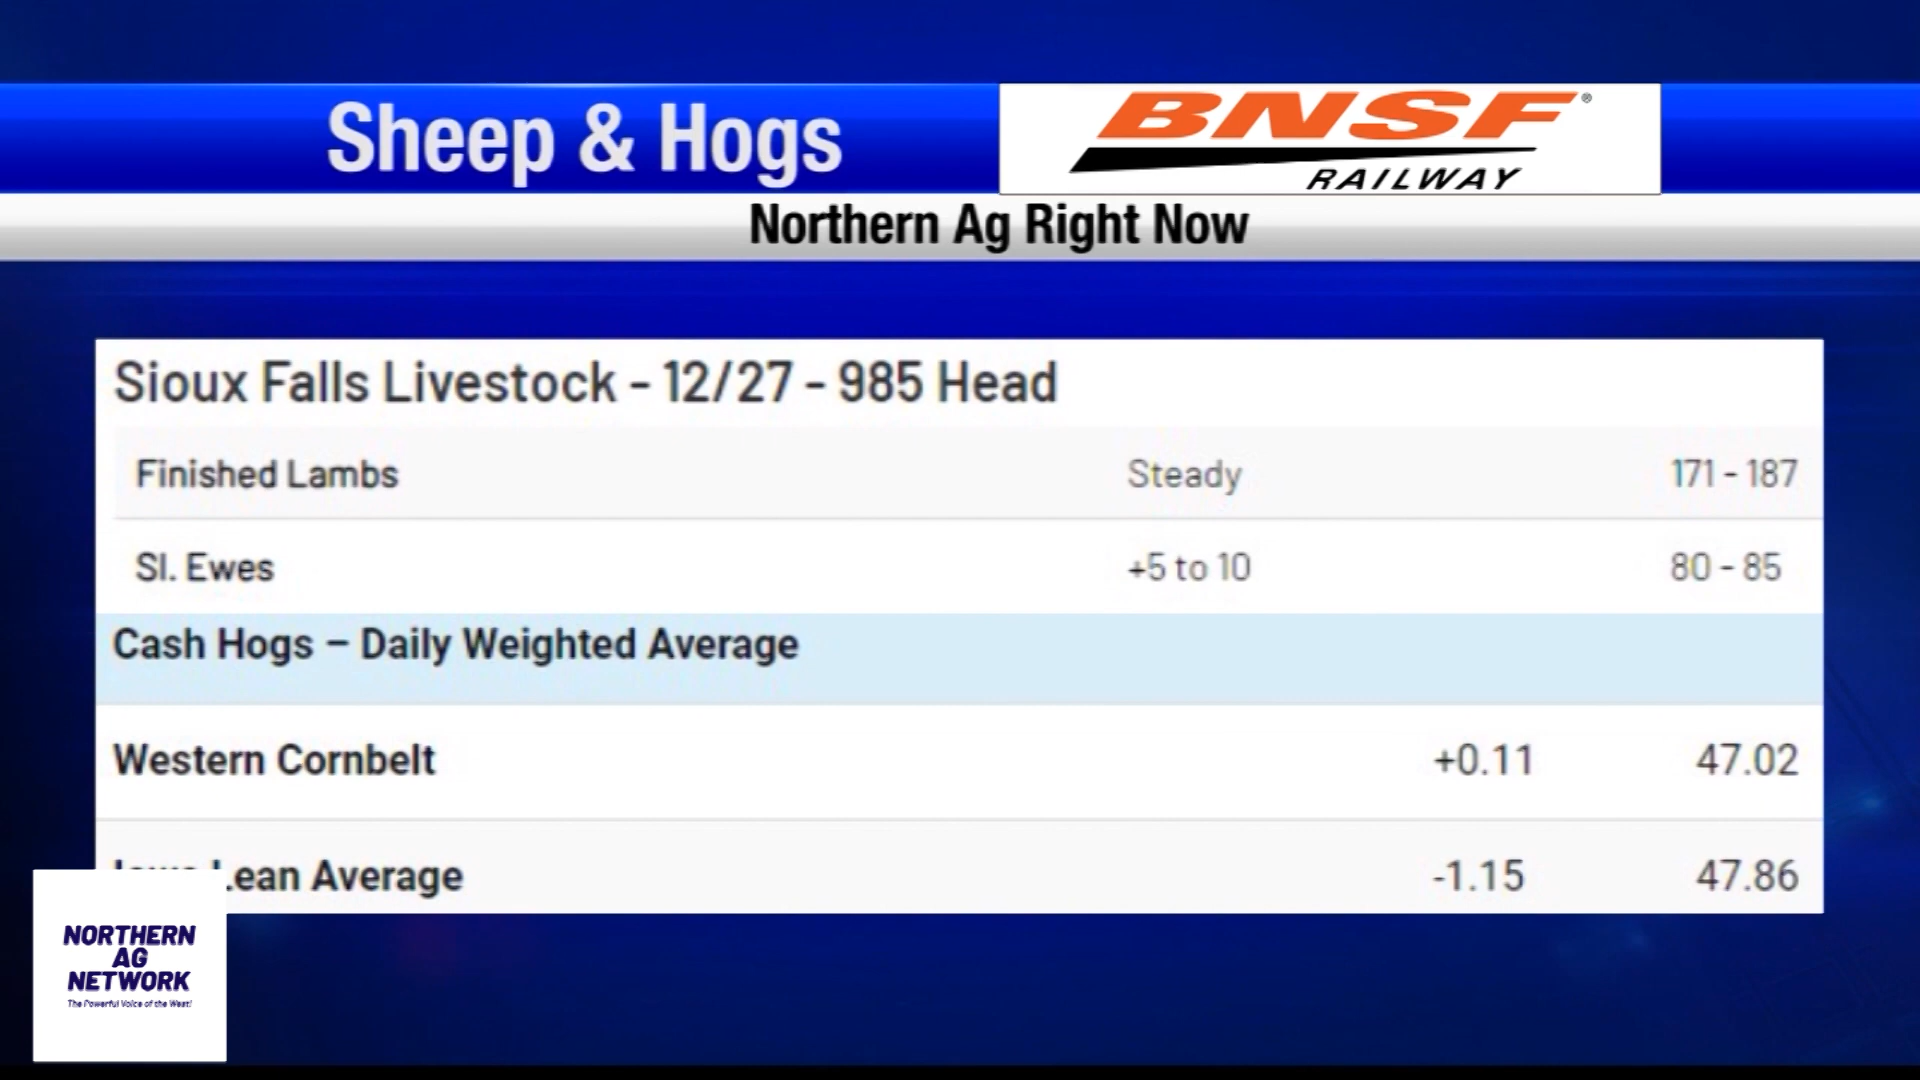 Sheep & Hogs
BNSF®
RAILWAY
Northern Ag Right Now
Sioux Falls Livestock - 12/27 - 985 Head
Finished Lambs Steady 171 - 187
Sl. Ewes +5 to 10 80 - 85
Cash Hogs – Daily Weighted Average
Western Cornbelt +0.11 47.02
Lean Average -1.15 47.86
NORTHERN
AG
NETWORK
The Powerful Voice of the West!